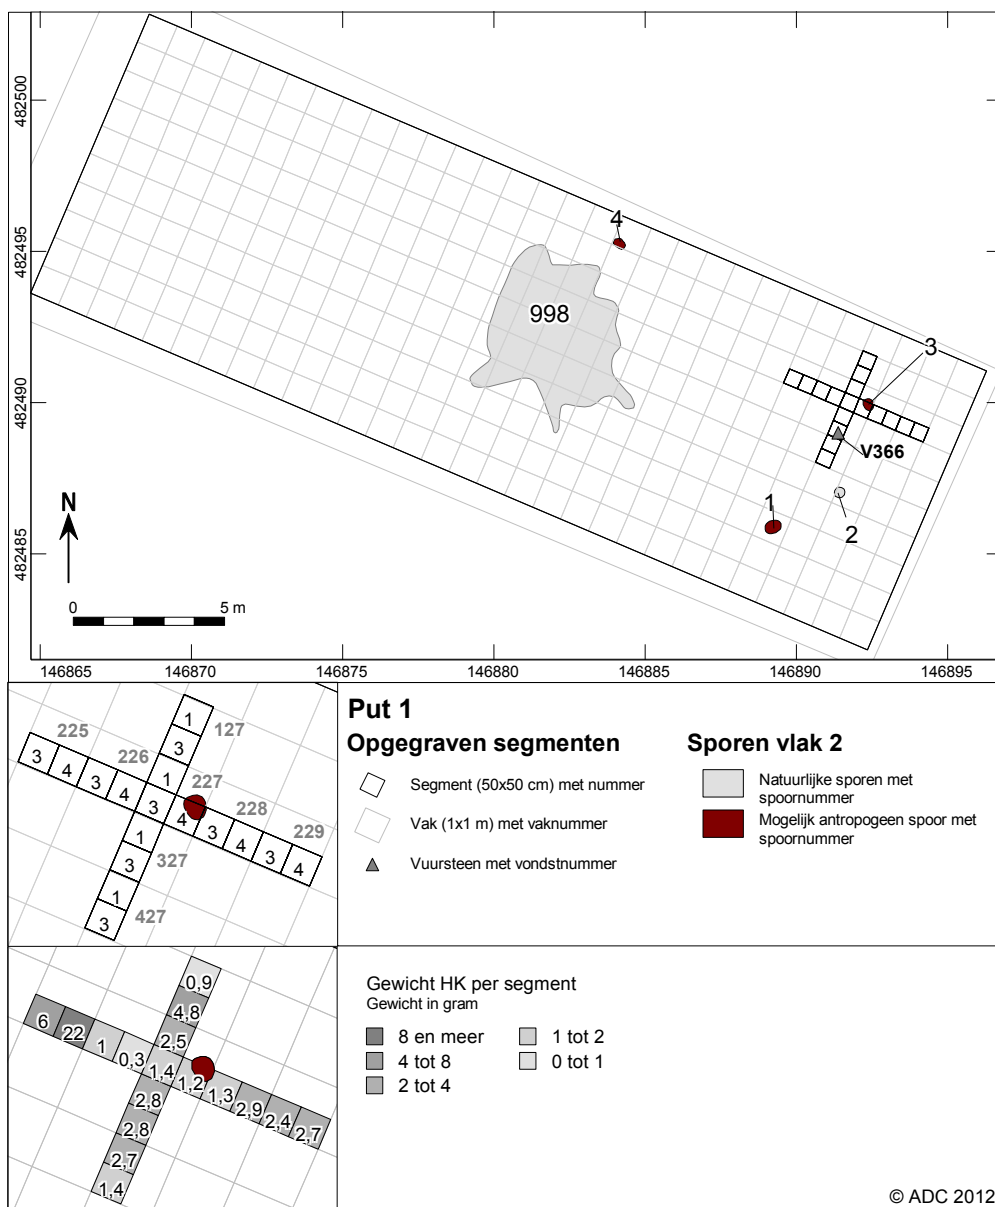 482500
482495
482490
482485
4
998
3
V366
1
2
N
0 5 m
146865 146870 146875 146880 146885 146890 146895
225
226
127
227
228
229
327
427
1
3
1
3 4 3 4 3 4 3 4 3 4
1
3
1
3
Put 1
Opgegraven segmenten
Segment (50x50 cm) met nummer
Vak (1x1 m) met vaknummer
Vuursteen met vondstnummer
Sporen vlak 2
Natuurlijke sporen met
spoornummer
Mogelijk antropogeen spoor met
spoornummer
0,9
4,8
2,5
6 22 1 0,3 1,4 1,2 1,3 2,9 2,4 2,7
2,8
2,8
2,7
1,4
Gewicht HK per segment
Gewicht in gram
8 en meer
4 tot 8
2 tot 4
1 tot 2
0 tot 1
© ADC 2012